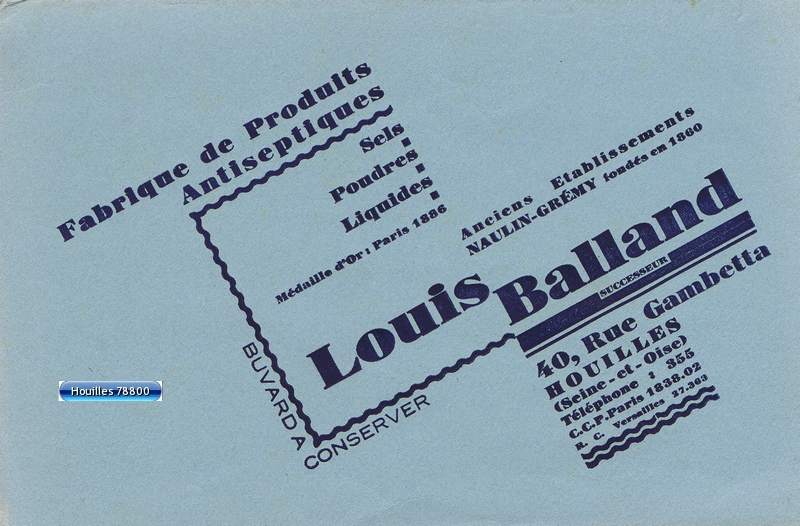 Fabrique de Produits
Antiseptiques
Sels
Poudres
Liquides
Médaille d'Or : Paris 1886
Anciens Etablissements
NAULIN-GRÉMY fondés en 1860
Louis Balland
SUCCESSEUR
40, Rue Gambetta
HOUILLES
(Seine-et-Oise)
Téléphone : 355
C.C.P. Paris 1838.02
R. C. Versailles 27.363
BUVARD A
CONSERVER
Houilles 78800